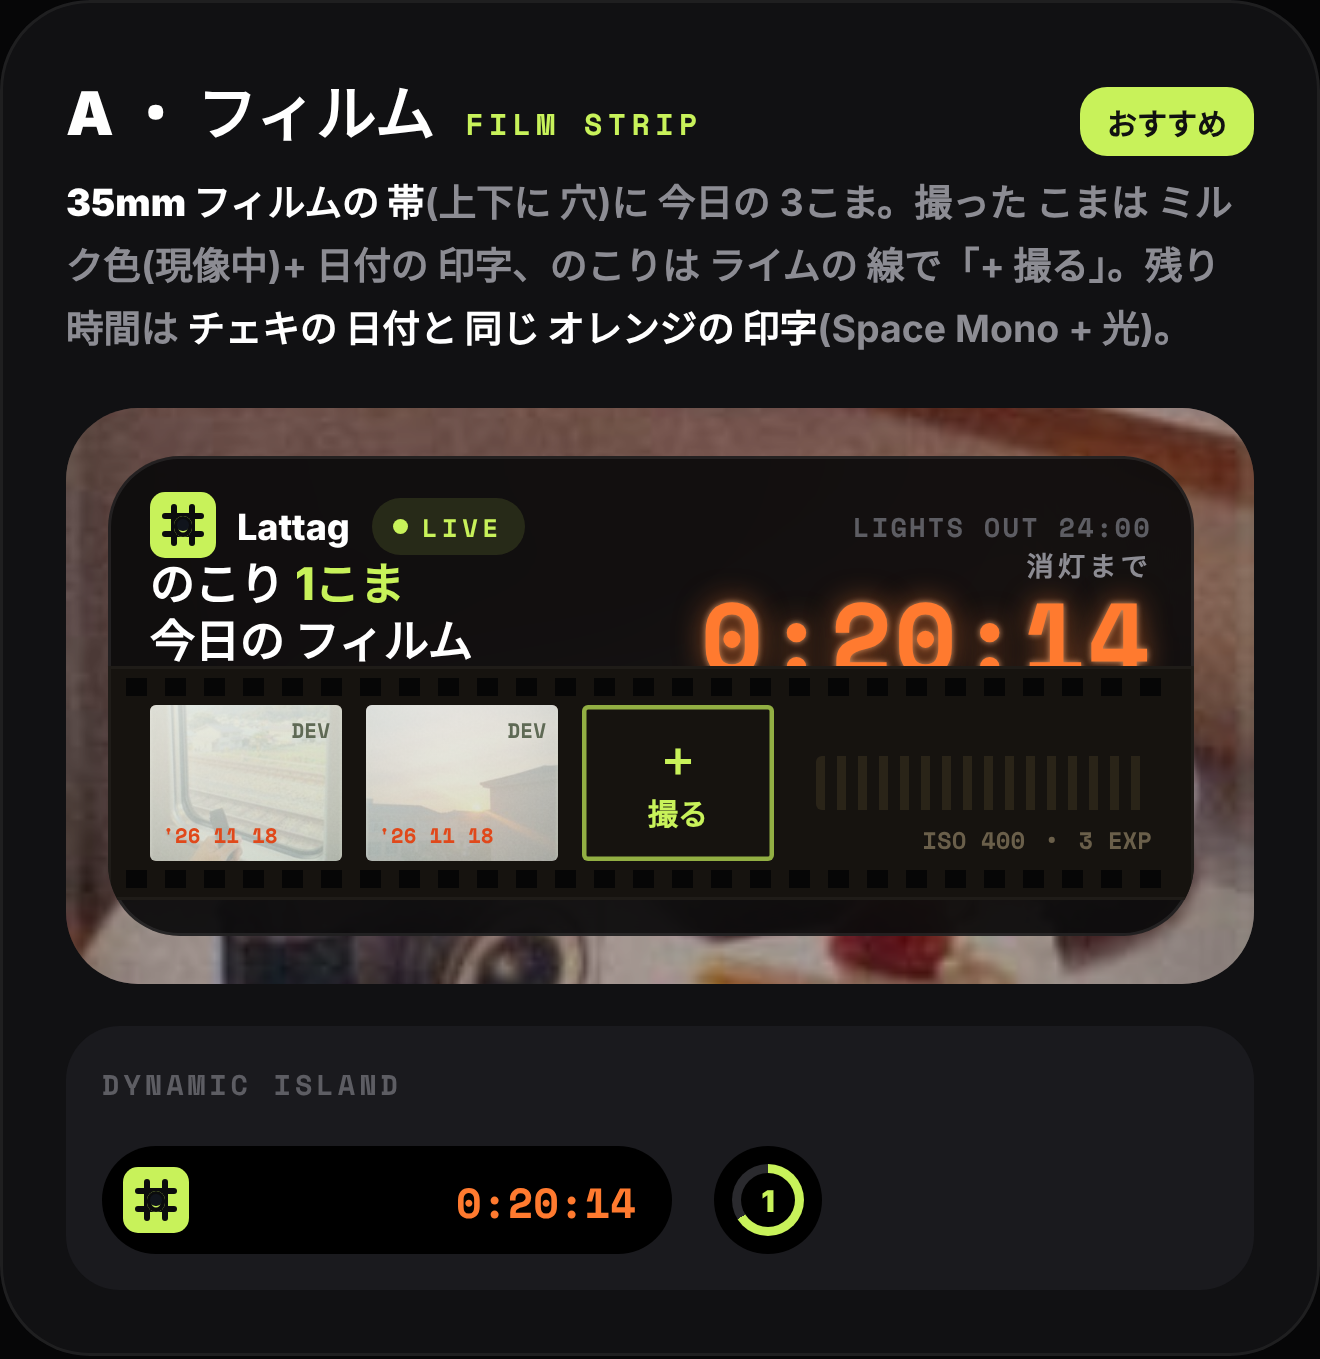 A・フィルム FILM STRIP
おすすめ
35mm フィルムの 帯(上下に 穴)に 今日の 3こま。撮った こまは ミル
ク色(現像中)+ 日付の 印字、のこりは ライムの 線で「+ 撮る」。残り
時間は チェキの 日付と 同じ オレンジの 印字(Space Mono + 光)。
Lattag
LIVE
LIGHTS OUT 24:00
消灯まで
のこり 1こま
今日の フィルム
0:20:14
DEV
'26 11 18
DEV
'26 11 18
+
撮る
ISO 400 · 3 EXP
DYNAMIC ISLAND
0:20:14
1